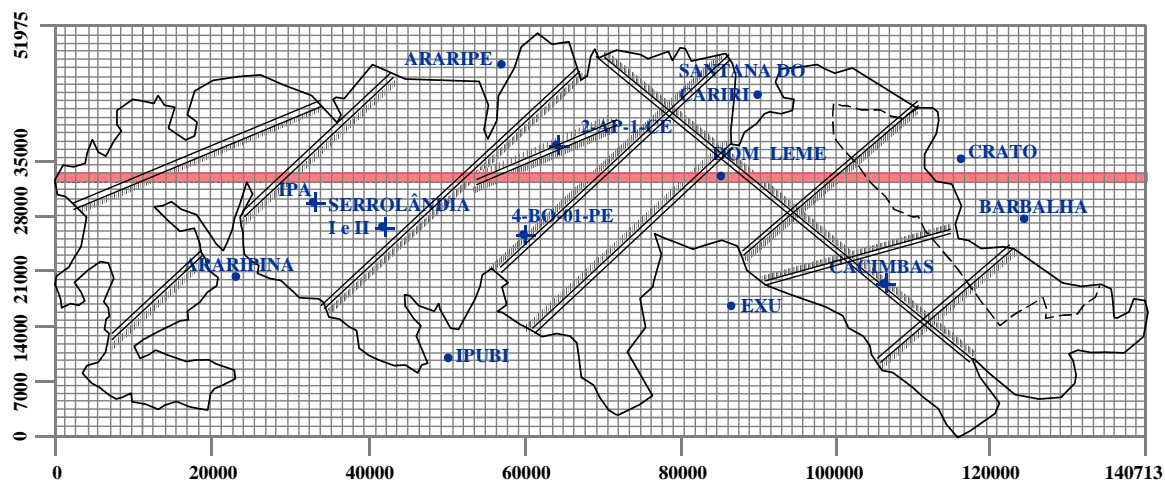 51975
ARARIPE
SANTANA DO
CARIRI
2-AP-1-CE
35000
DOM LEME
CRATO
IPA
SERROLÂNDIA
I e II
28000
4-BO-01-PE
BARBALHA
21000
ARARIPINA
CACIMBAS
EXU
14000
IPUBI
7000
0
0
20000
40000
60000
80000
100000
120000
140713